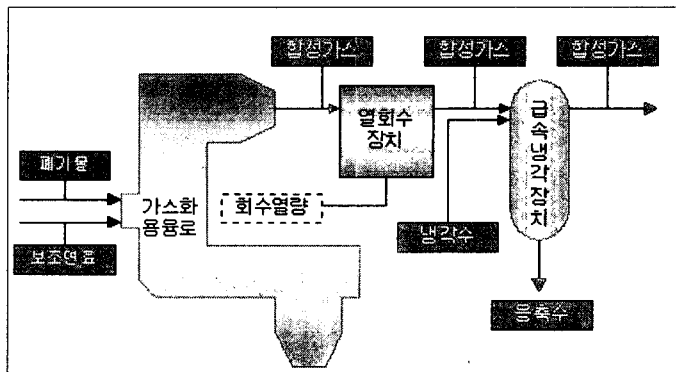 합성가스
합성가스
합성가스
열회수
장치
급속냉각장치
폐기물
가스화
용융로
회수열량
보조연료
냉각수
응축수